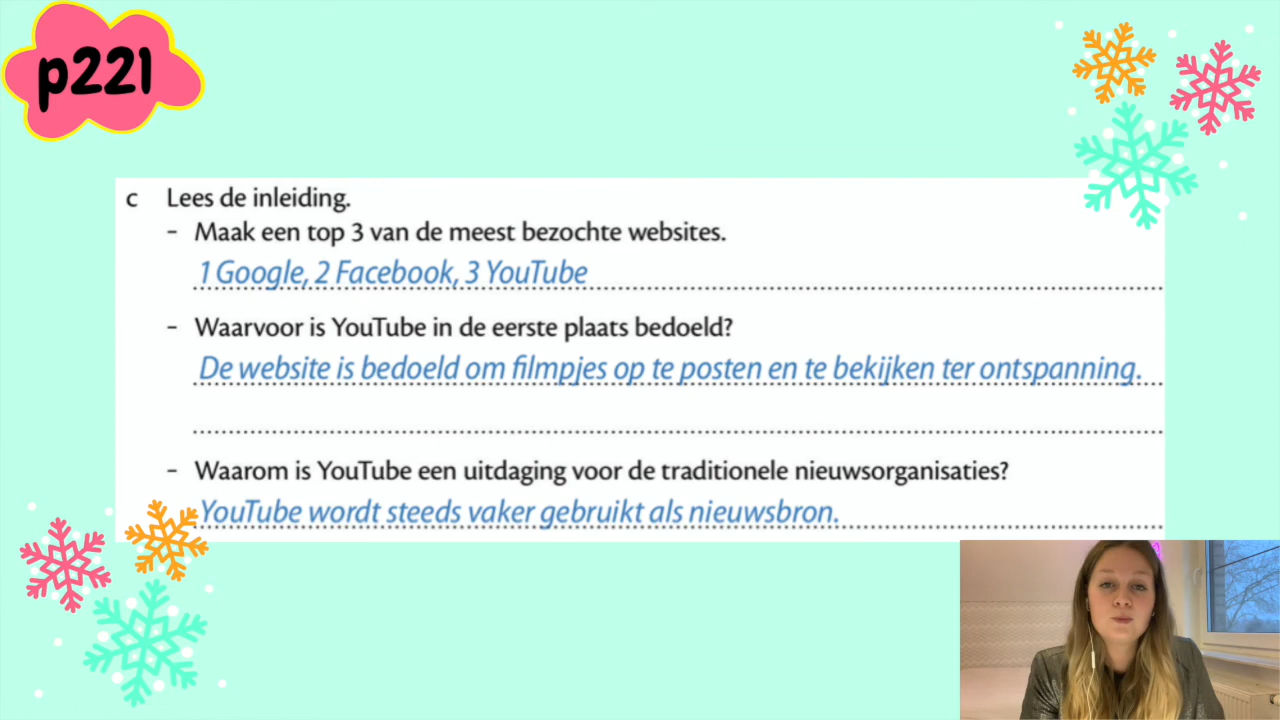 p221
c Lees de inleiding.
- Maak een top 3 van de meest bezochte websites.
1 Google, 2 Facebook, 3 YouTube
- Waarvoor is YouTube in de eerste plaats bedoeld?
De website is bedoeld om filmpjes op te posten en te bekijken ter ontspanning.
- Waarom is YouTube een uitdaging voor de traditionele nieuwsorganisaties?
YouTube wordt steeds vaker gebruikt als nieuwsbron.